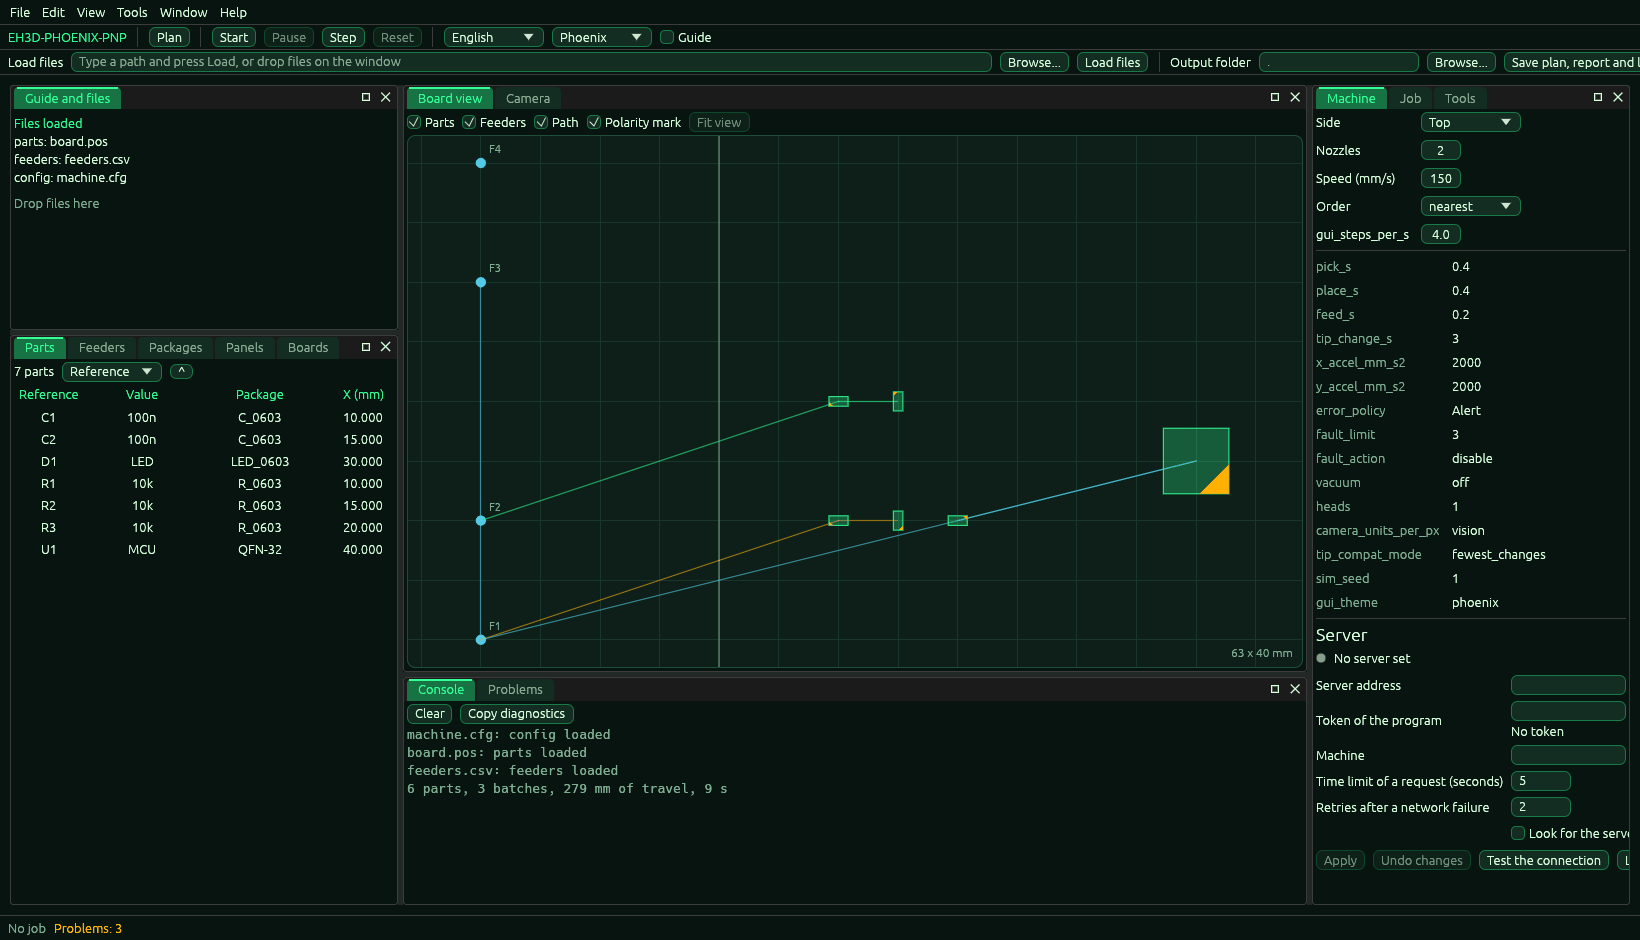 File Edit View Tools Window Help
EH3D-PHOENIX-PNP Plan Start Pause Step Reset English Phoenix Guide
Load files Type a path and press Load, or drop files on the window Browse... Load files Output folder . Browse... Save plan, report and l
Guide and files
Files loaded
parts: board.pos
feeders: feeders.csv
config: machine.cfg
Drop files here
Parts Feeders Packages Panels Boards
7 parts Reference ^
Reference Value Package X (mm)
C1 100n C_0603 10.000
C2 100n C_0603 15.000
D1 LED LED_0603 30.000
R1 10k R_0603 10.000
R2 10k R_0603 15.000
R3 10k R_0603 20.000
U1 MCU QFN-32 40.000
Board view Camera
Parts Feeders Path Polarity mark Fit view
F4
F3
F2
F1
63 x 40 mm
Console Problems
Clear Copy diagnostics
machine.cfg: config loaded
board.pos: parts loaded
feeders.csv: feeders loaded
6 parts, 3 batches, 279 mm of travel, 9 s
Machine Job Tools
Side Top
Nozzles 2
Speed (mm/s) 150
Order nearest
gui_steps_per_s 4.0
pick_s 0.4
place_s 0.4
feed_s 0.2
tip_change_s 3
x_accel_mm_s2 2000
y_accel_mm_s2 2000
error_policy Alert
fault_limit 3
fault_action disable
vacuum off
heads 1
camera_units_per_px vision
tip_compat_mode fewest_changes
sim_seed 1
gui_theme phoenix
Server
No server set
Server address
Token of the program
No token
Machine
Time limit of a request (seconds) 5
Retries after a network failure 2
Look for the serve
Apply Undo changes Test the connection L
No job Problems: 3